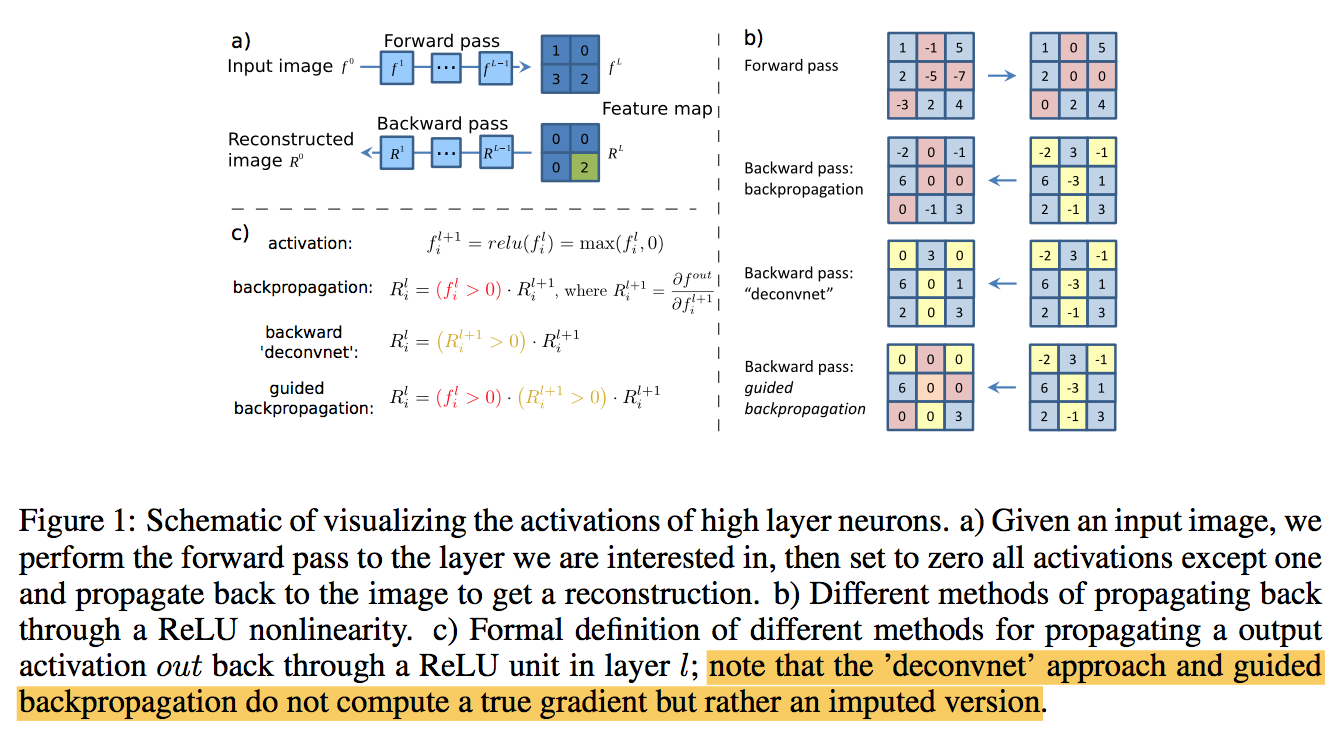 a)
Forward pass
Input image f⁰
f¹ ... f^{L-1}
1 0
3 2
f^L
Feature map
Backward pass
Reconstructed
image R⁰
R¹ ... R^{L-1}
0 0
0 2
R^L
b)
Forward pass
1 -1 5
2 -5 -7
-3 2 4
1 0 5
2 0 0
0 2 4
Backward pass:
backpropagation
-2 0 -1
6 0 0
0 -1 3
-2 3 -1
6 -3 1
2 -1 3
Backward pass:
“deconvnet”
0 3 0
6 0 1
2 0 3
-2 3 -1
6 -3 1
2 -1 3
Backward pass:
guided
backpropagation
0 0 0
6 0 0
0 0 3
-2 3 -1
6 -3 1
2 -1 3
c)
activation: f_i^{l+1} = relu(f_i^l) = max(f_i^l, 0)
backpropagation: R_i^l = (f_i^l > 0) · R_i^{l+1}, where R_i^{l+1} = ∂f^{out} / ∂f_i^{l+1}
backward
'deconvnet': R_i^l = (R_i^{l+1} > 0) · R_i^{l+1}
guided
backpropagation: R_i^l = (f_i^l > 0) · (R_i^{l+1} > 0) · R_i^{l+1}
Figure 1: Schematic of visualizing the activations of high layer neurons. a) Given an input image, we
perform the forward pass to the layer we are interested in, then set to zero all activations except one
and propagate back to the image to get a reconstruction. b) Different methods of propagating back
through a ReLU nonlinearity. c) Formal definition of different methods for propagating a output
activation out back through a ReLU unit in layer l; note that the ’deconvnet’ approach and guided
backpropagation do not compute a true gradient but rather an imputed version.